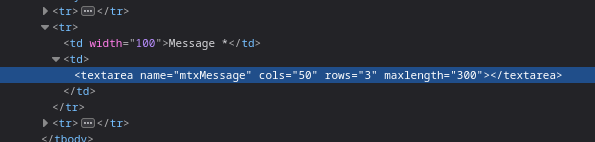 <tr> ••• </tr>
<tr>
<td width="100">Message *</td>
<td>
<textarea name="mtxMessage" cols="50" rows="3" maxlength="300"></textarea>
</td>
</tr>
<tr> ••• </tr>
</tbody>